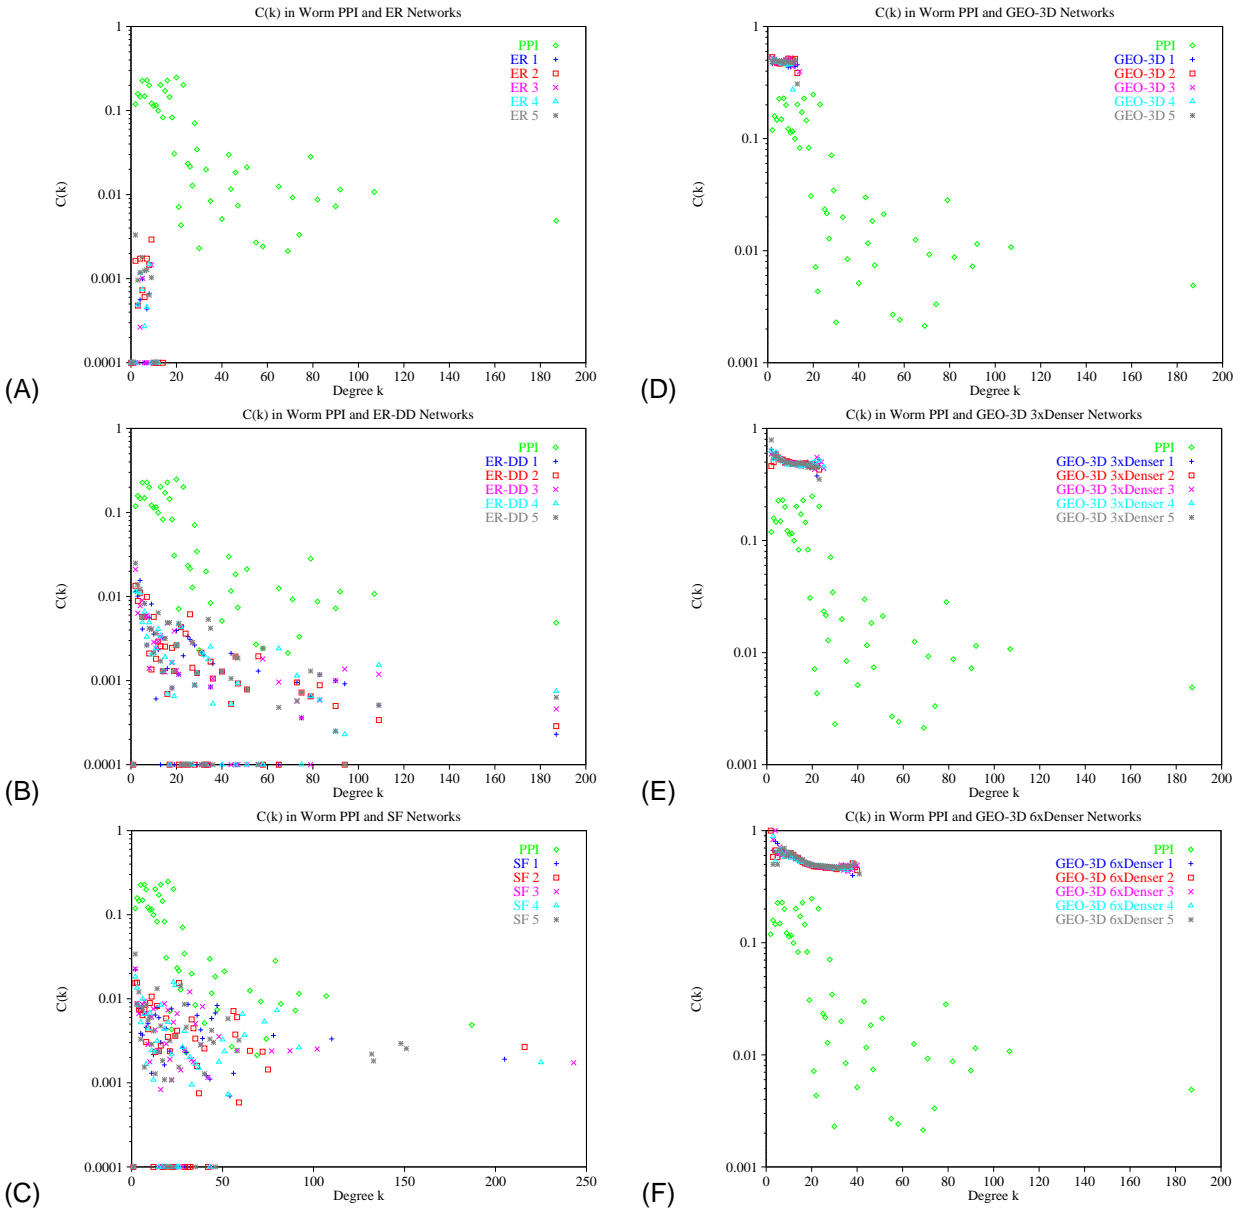 C(k) in Worm PPI and ER Networks
1
0.1
0.01
0.001
0.0001
C(k)
PPI
ER 1
ER 2
ER 3
ER 4
ER 5
0 20 40 60 80 100 120 140 160 180 200
Degree k
(A)
C(k) in Worm PPI and ER-DD Networks
1
0.1
0.01
0.001
0.0001
C(k)
PPI
ER-DD 1
ER-DD 2
ER-DD 3
ER-DD 4
ER-DD 5
0 20 40 60 80 100 120 140 160 180 200
Degree k
(B)
C(k) in Worm PPI and SF Networks
1
0.1
0.01
0.001
0.0001
C(k)
PPI
SF 1
SF 2
SF 3
SF 4
SF 5
0 50 100 150 200 250
Degree k
(C)
C(k) in Worm PPI and GEO-3D Networks
1
0.1
0.01
0.001
C(k)
PPI
GEO-3D 1
GEO-3D 2
GEO-3D 3
GEO-3D 4
GEO-3D 5
0 20 40 60 80 100 120 140 160 180 200
Degree k
(D)
C(k) in Worm PPI and GEO-3D 3xDenser Networks
1
0.1
0.01
0.001
C(k)
PPI
GEO-3D 3xDenser 1
GEO-3D 3xDenser 2
GEO-3D 3xDenser 3
GEO-3D 3xDenser 4
GEO-3D 3xDenser 5
0 20 40 60 80 100 120 140 160 180 200
Degree k
(E)
C(k) in Worm PPI and GEO-3D 6xDenser Networks
1
0.1
0.01
0.001
C(k)
PPI
GEO-3D 6xDenser 1
GEO-3D 6xDenser 2
GEO-3D 6xDenser 3
GEO-3D 6xDenser 4
GEO-3D 6xDenser 5
0 20 40 60 80 100 120 140 160 180 200
Degree k
(F)